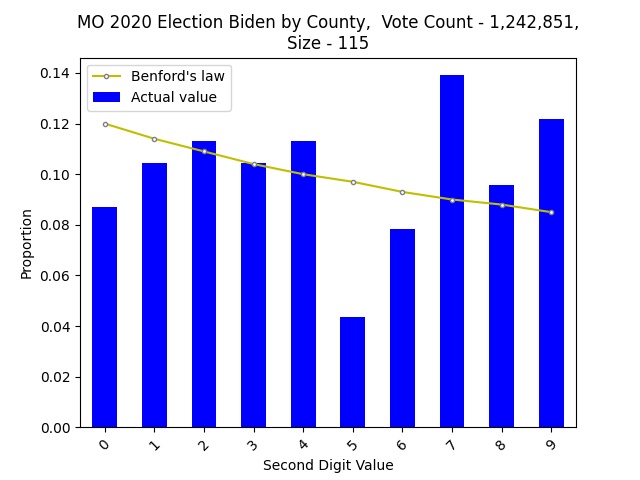 MO 2020 Election Biden by County,  Vote Count - 1,242,851,
Size - 115
Benford's law
Actual value
0.14
0.12
0.10
0.08
0.06
0.04
0.02
0.00
Proportion
0 1 2 3 4 5 6 7 8 9
Second Digit Value